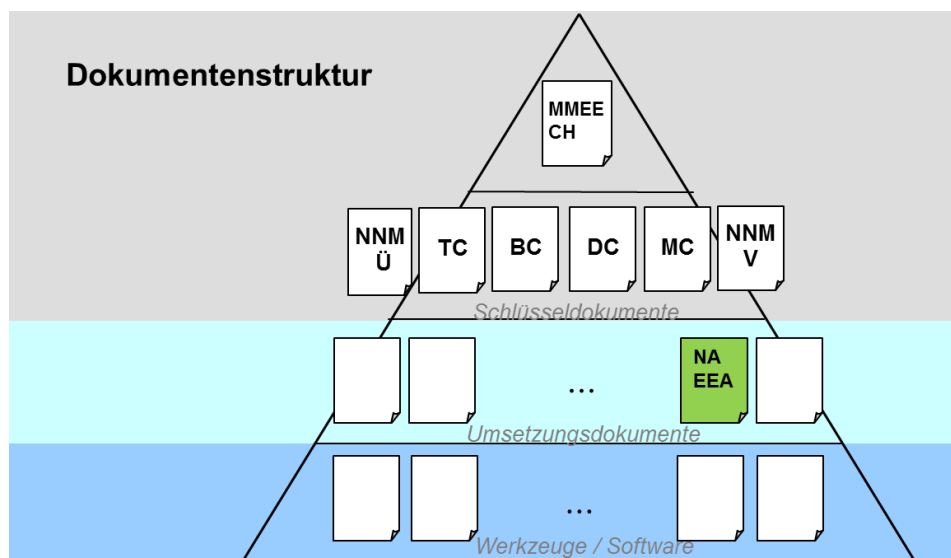 Dokumentenstruktur
MMEE
CH
NNM
Ü
TC
BC
DC
MC
NNM
V
Schlüsseldokumente
NA
EEA
...
Umsetzungsdokumente
...
Werkzeuge / Software